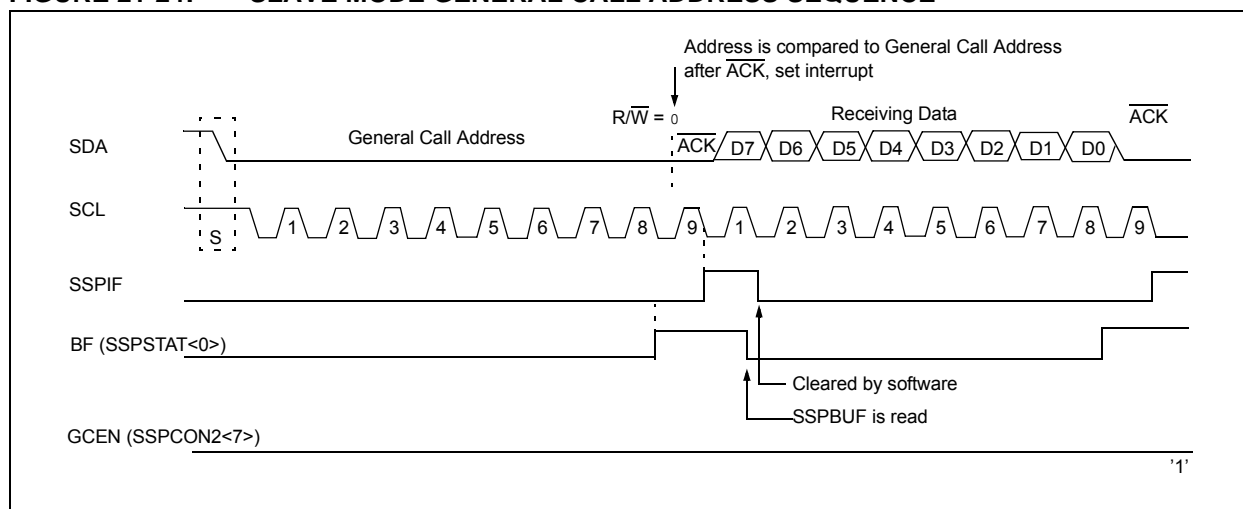 FIGURE 21-24: SLAVE MODE GENERAL CALL ADDRESS SEQUENCE
Address is compared to General Call Address
after ACK, set interrupt
R/W = 0
SDA
General Call Address
ACK
Receiving Data
D7 D6 D5 D4 D3 D2 D1 D0
ACK
SCL
S
1 2 3 4 5 6 7 8 9 1 2 3 4 5 6 7 8 9
SSPIF
BF (SSPSTAT<0>)
Cleared by software
SSPBUF is read
GCEN (SSPCON2<7>)
'1'